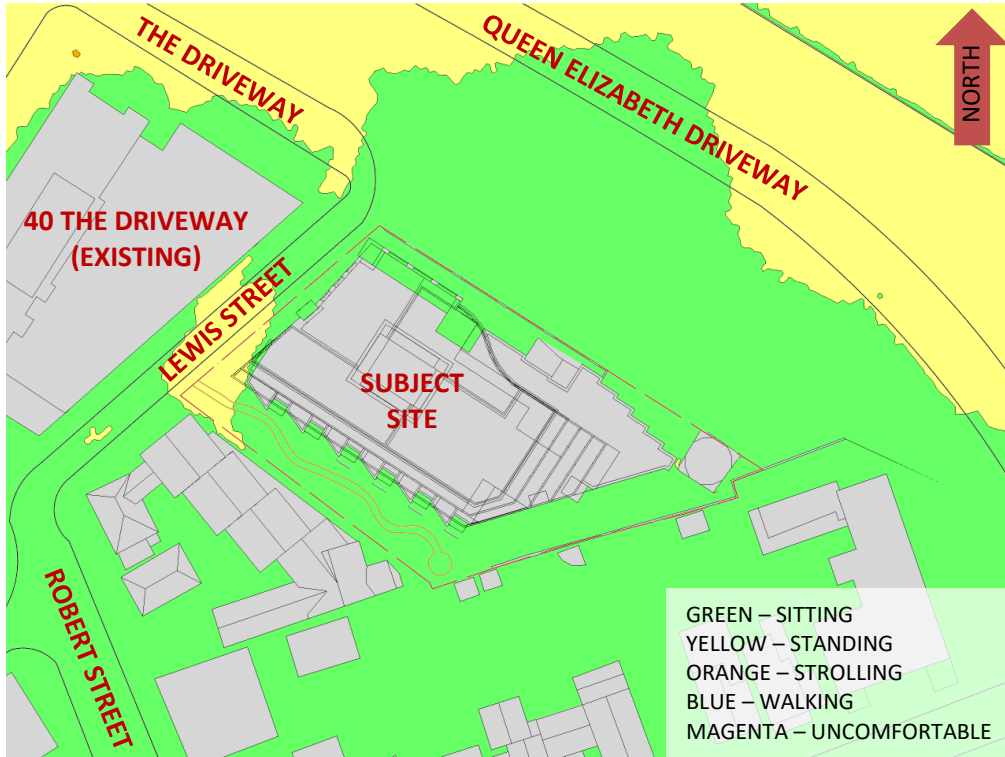 THE DRIVEWAY
QUEEN ELIZABETH DRIVEWAY
NORTH
40 THE DRIVEWAY
(EXISTING)
LEWIS STREET
SUBJECT
SITE
ROBERT STREET
GREEN – SITTING
YELLOW – STANDING
ORANGE – STROLLING
BLUE – WALKING
MAGENTA – UNCOMFORTABLE